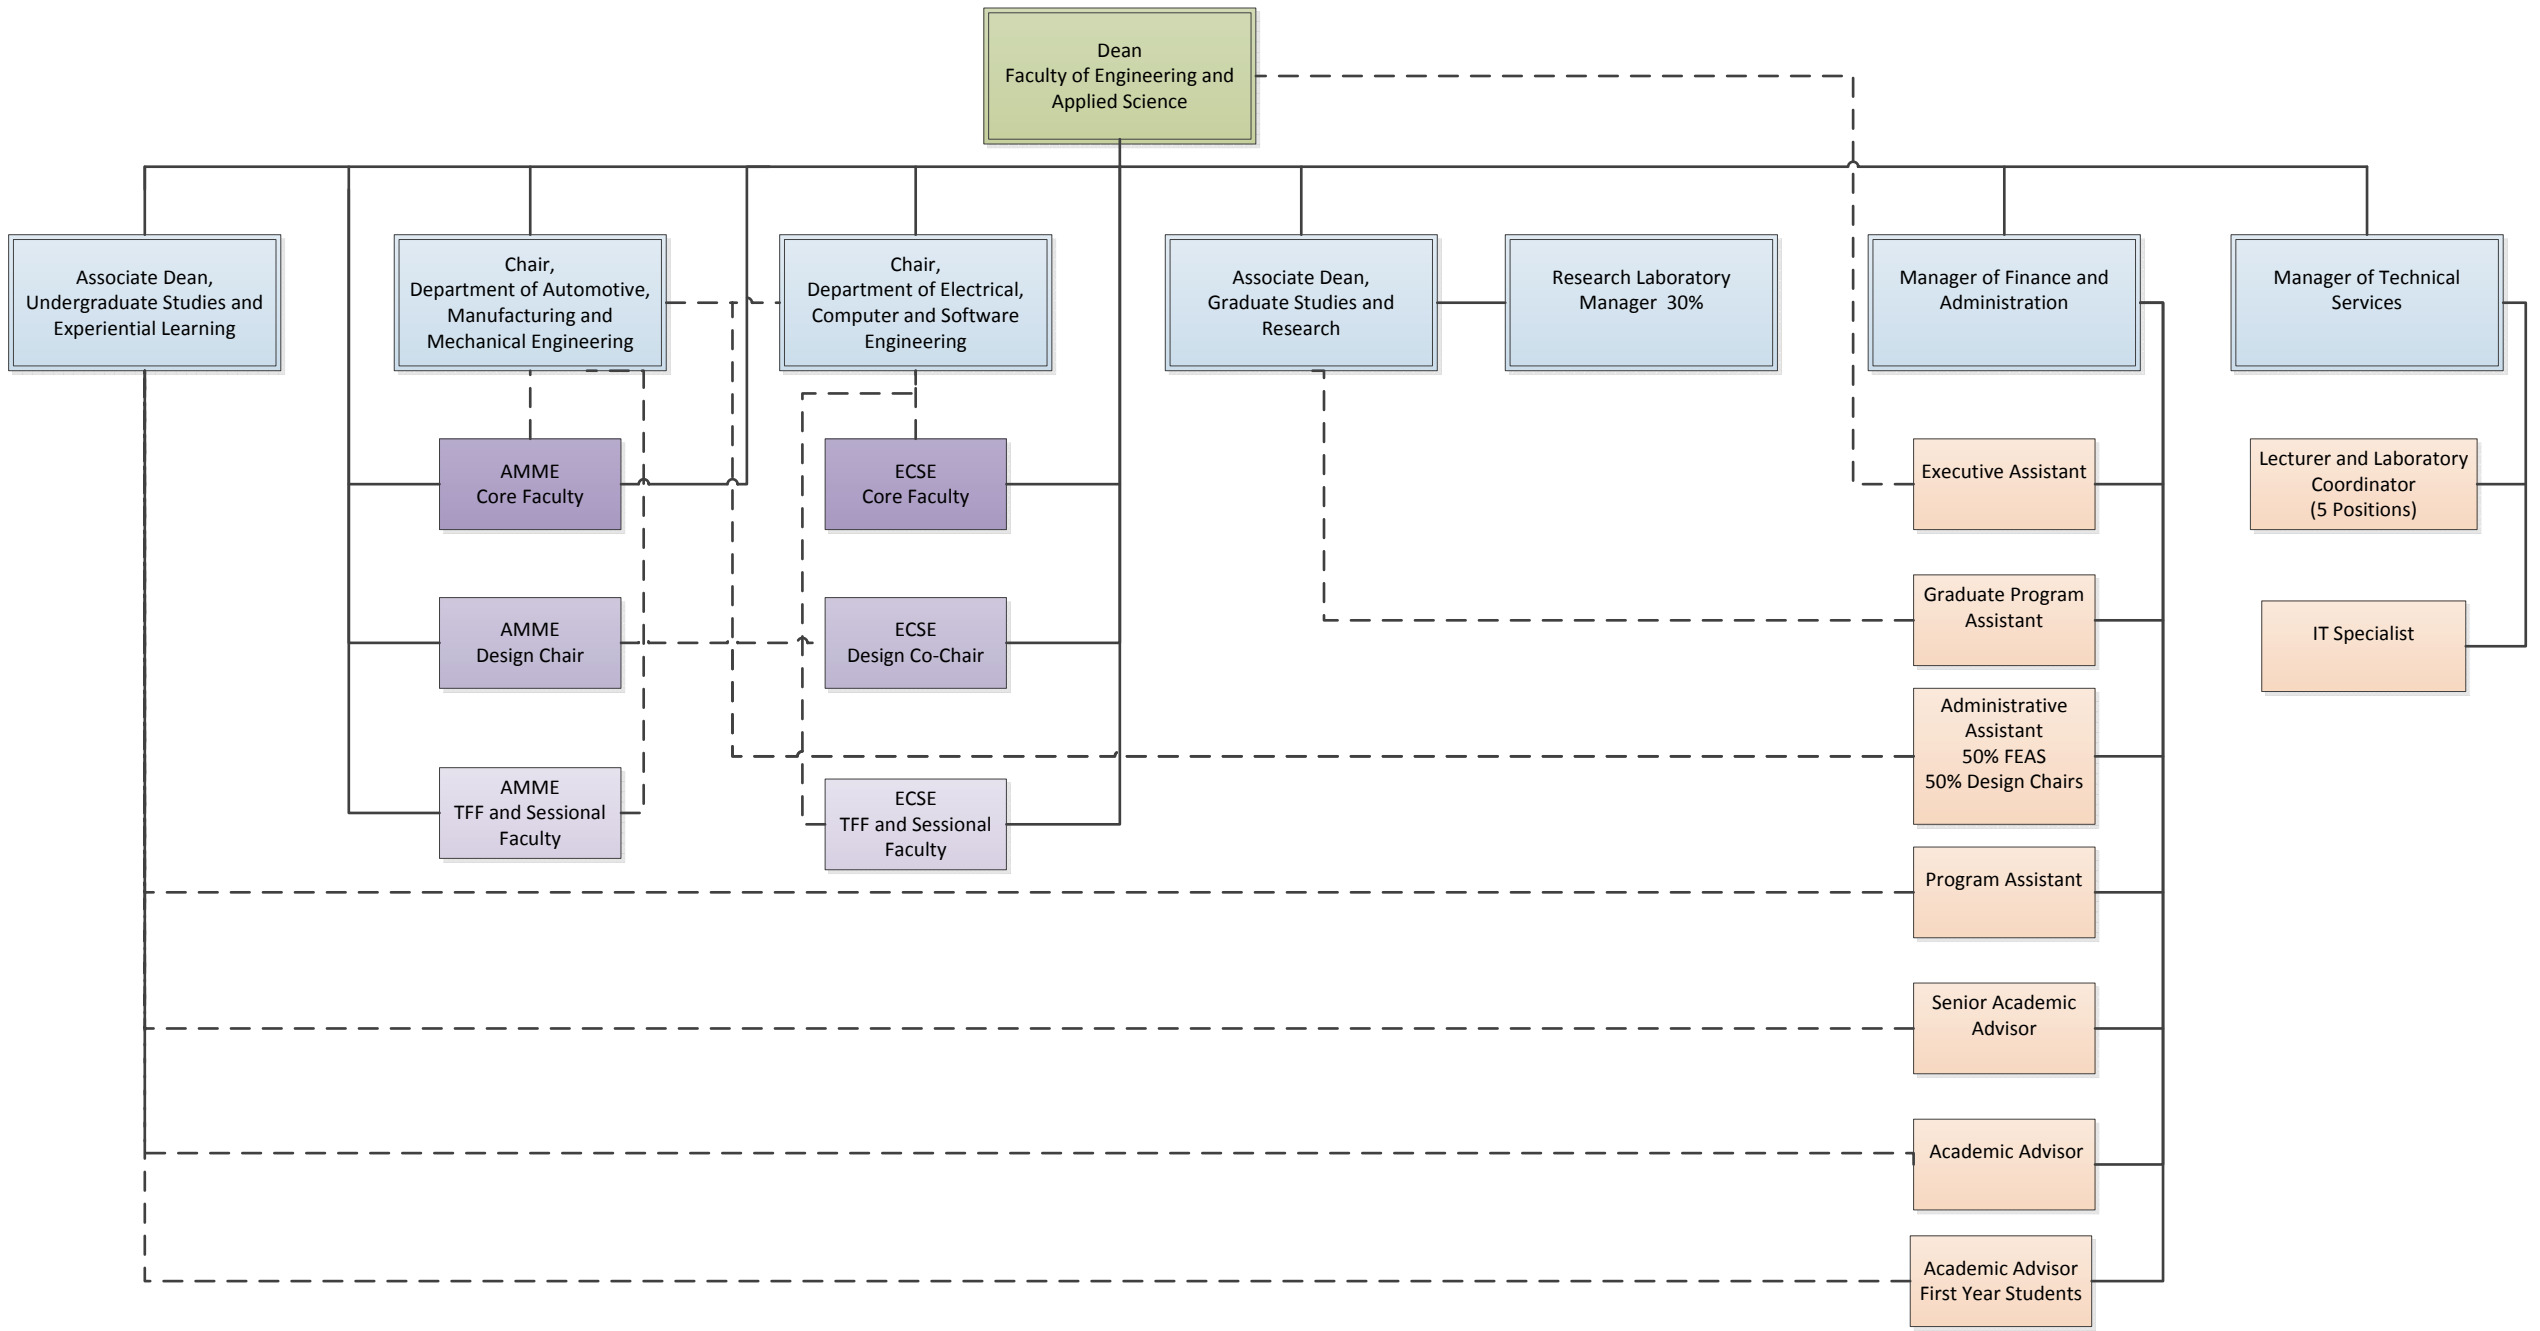 Dean
Faculty of Engineering and
Applied Science
Associate Dean,
Undergraduate Studies and
Experiential Learning
Chair,
Department of Automotive,
Manufacturing and
Mechanical Engineering
Chair,
Department of Electrical,
Computer and Software
Engineering
Associate Dean,
Graduate Studies and
Research
Research Laboratory
Manager 30%
Manager of Finance and
Administration
Manager of Technical
Services
AMME
Core Faculty
ECSE
Core Faculty
Executive Assistant
Lecturer and Laboratory
Coordinator
(5 Positions)
AMME
Design Chair
ECSE
Design Co-Chair
Graduate Program
Assistant
IT Specialist
Administrative
Assistant
50% FEAS
50% Design Chairs
AMME
TFF and Sessional
Faculty
ECSE
TFF and Sessional
Faculty
Program Assistant
Senior Academic
Advisor
Academic Advisor
Academic Advisor
First Year Students